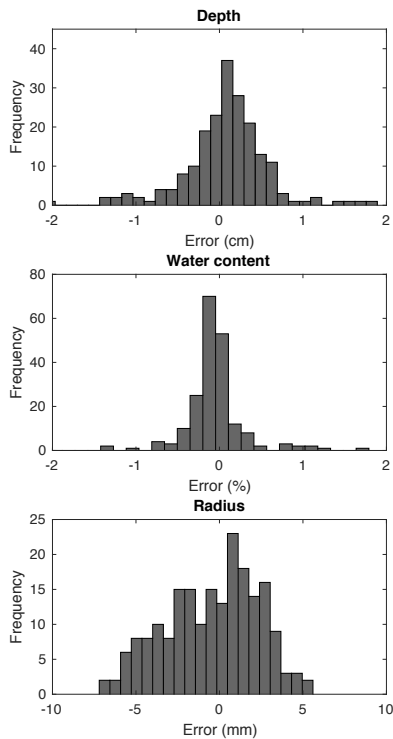 Depth
40
30
20
10
0
-2 -1 0 1 2
Frequency
Error (cm)
Water content
80
60
40
20
0
-2 -1 0 1 2
Frequency
Error (%)
Radius
25
20
15
10
5
0
-10 -5 0 5 10
Frequency
Error (mm)